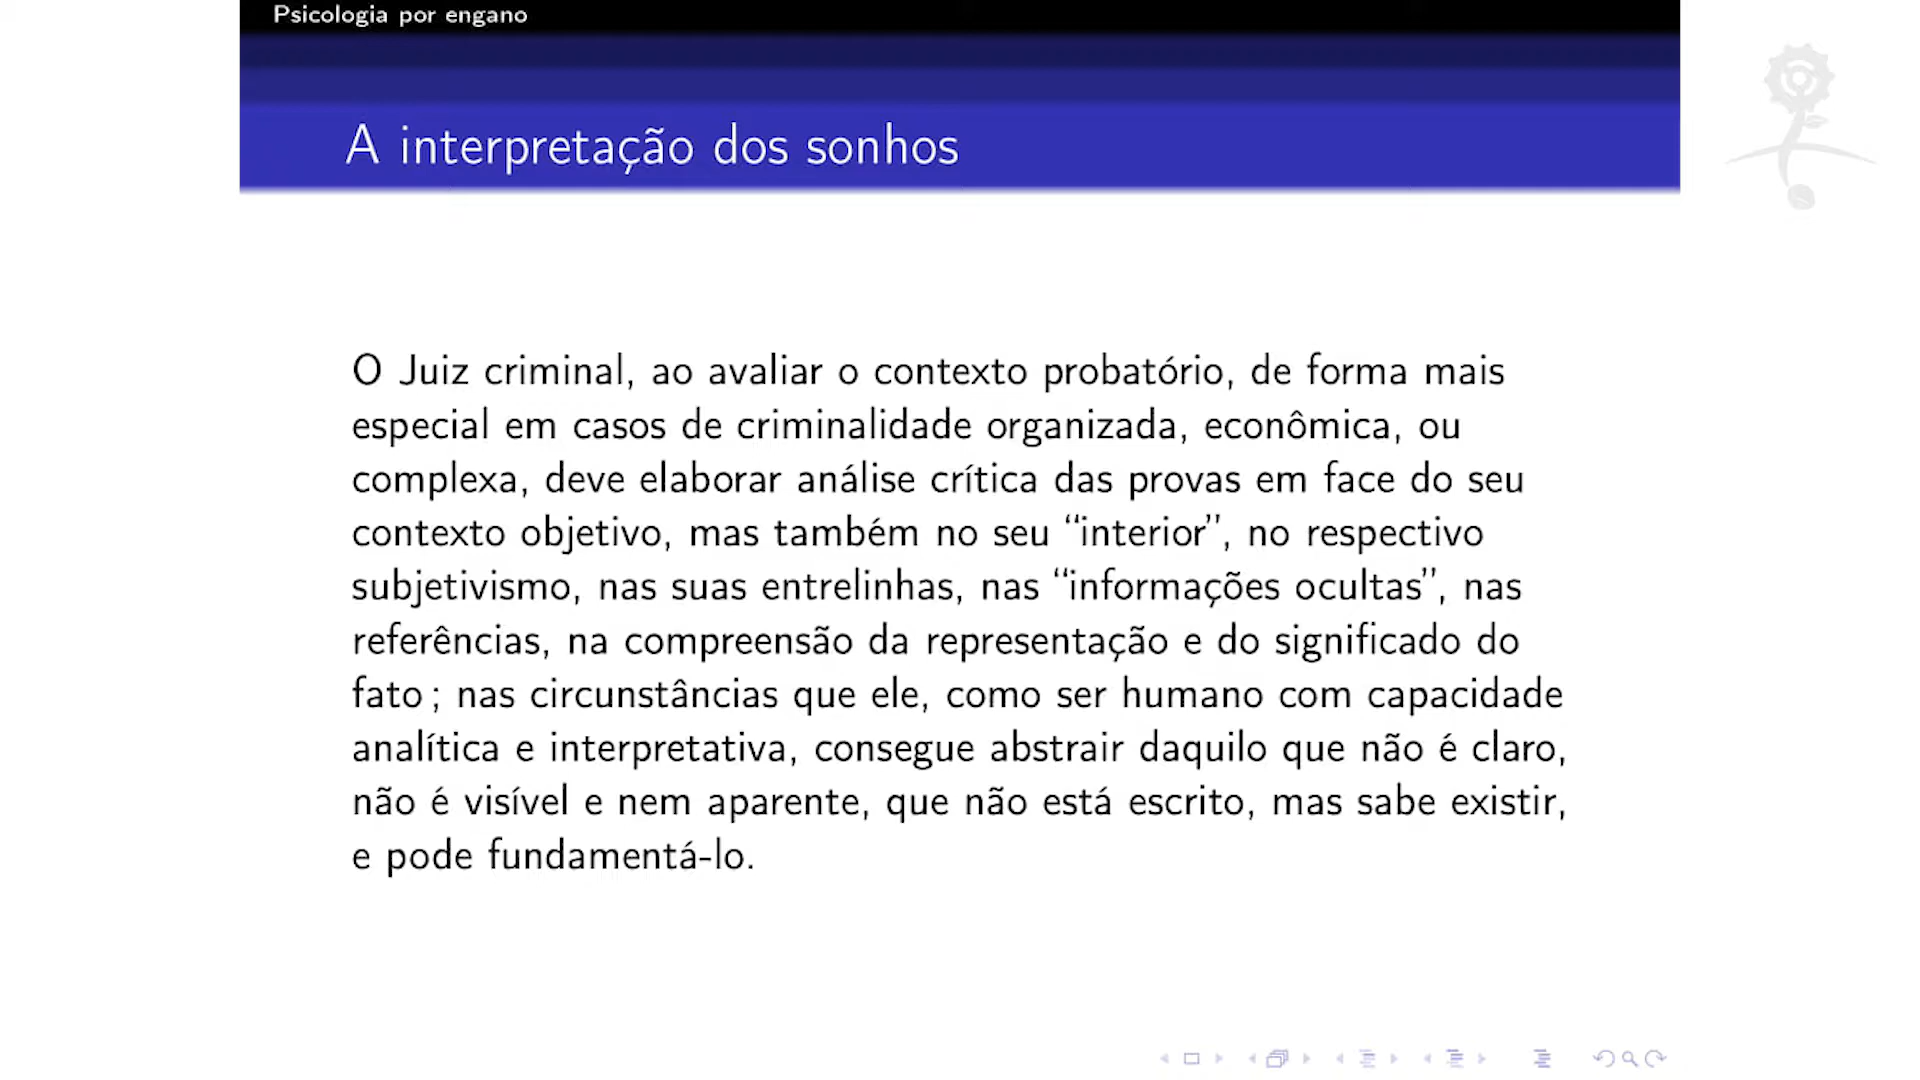 Psicologia por engano
A interpretação dos sonhos
O Juiz criminal, ao avaliar o contexto probatório, de forma mais
especial em casos de criminalidade organizada, econômica, ou
complexa, deve elaborar análise crítica das provas em face do seu
contexto objetivo, mas também no seu “interior”, no respectivo
subjetivismo, nas suas entrelinhas, nas “informações ocultas”, nas
referências, na compreensão da representação e do significado do
fato ; nas circunstâncias que ele, como ser humano com capacidade
analítica e interpretativa, consegue abstrair daquilo que não é claro,
não é visível e nem aparente, que não está escrito, mas sabe existir,
e pode fundamentá-lo.